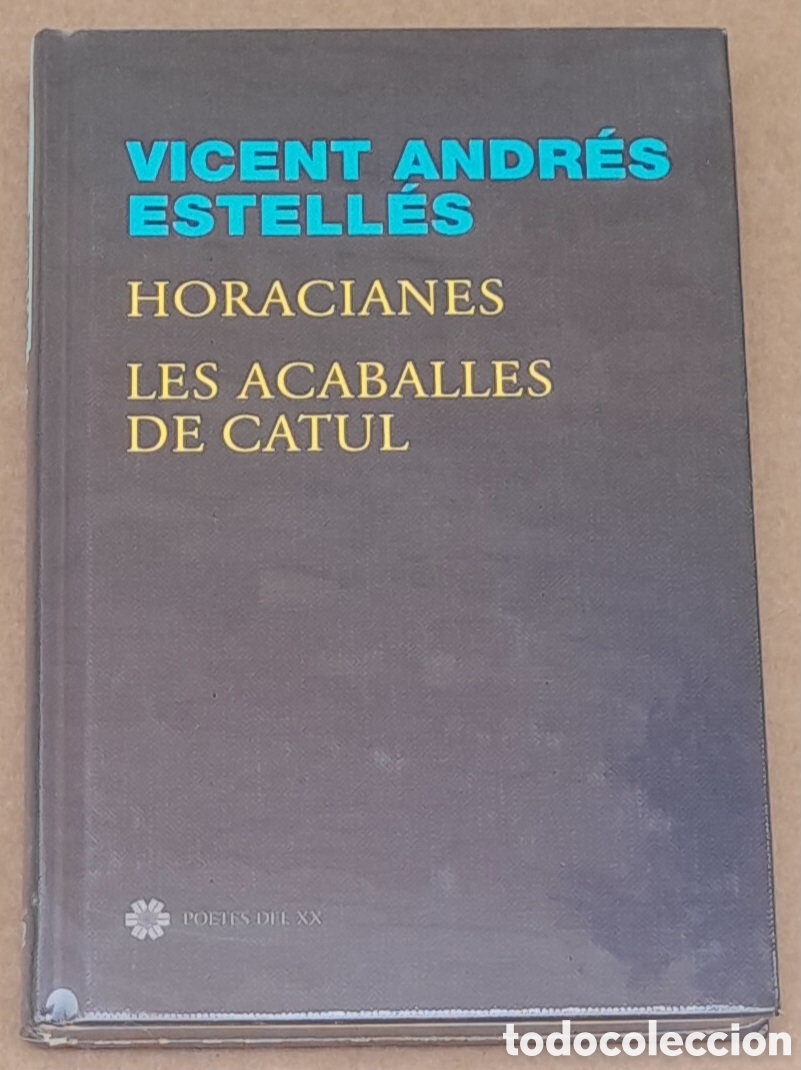 VICENT ANDRÉS
ESTELLÉS
HORACIANES
LES ACABALLES
DE CATUL
POETES DEL XX
todocoleccion